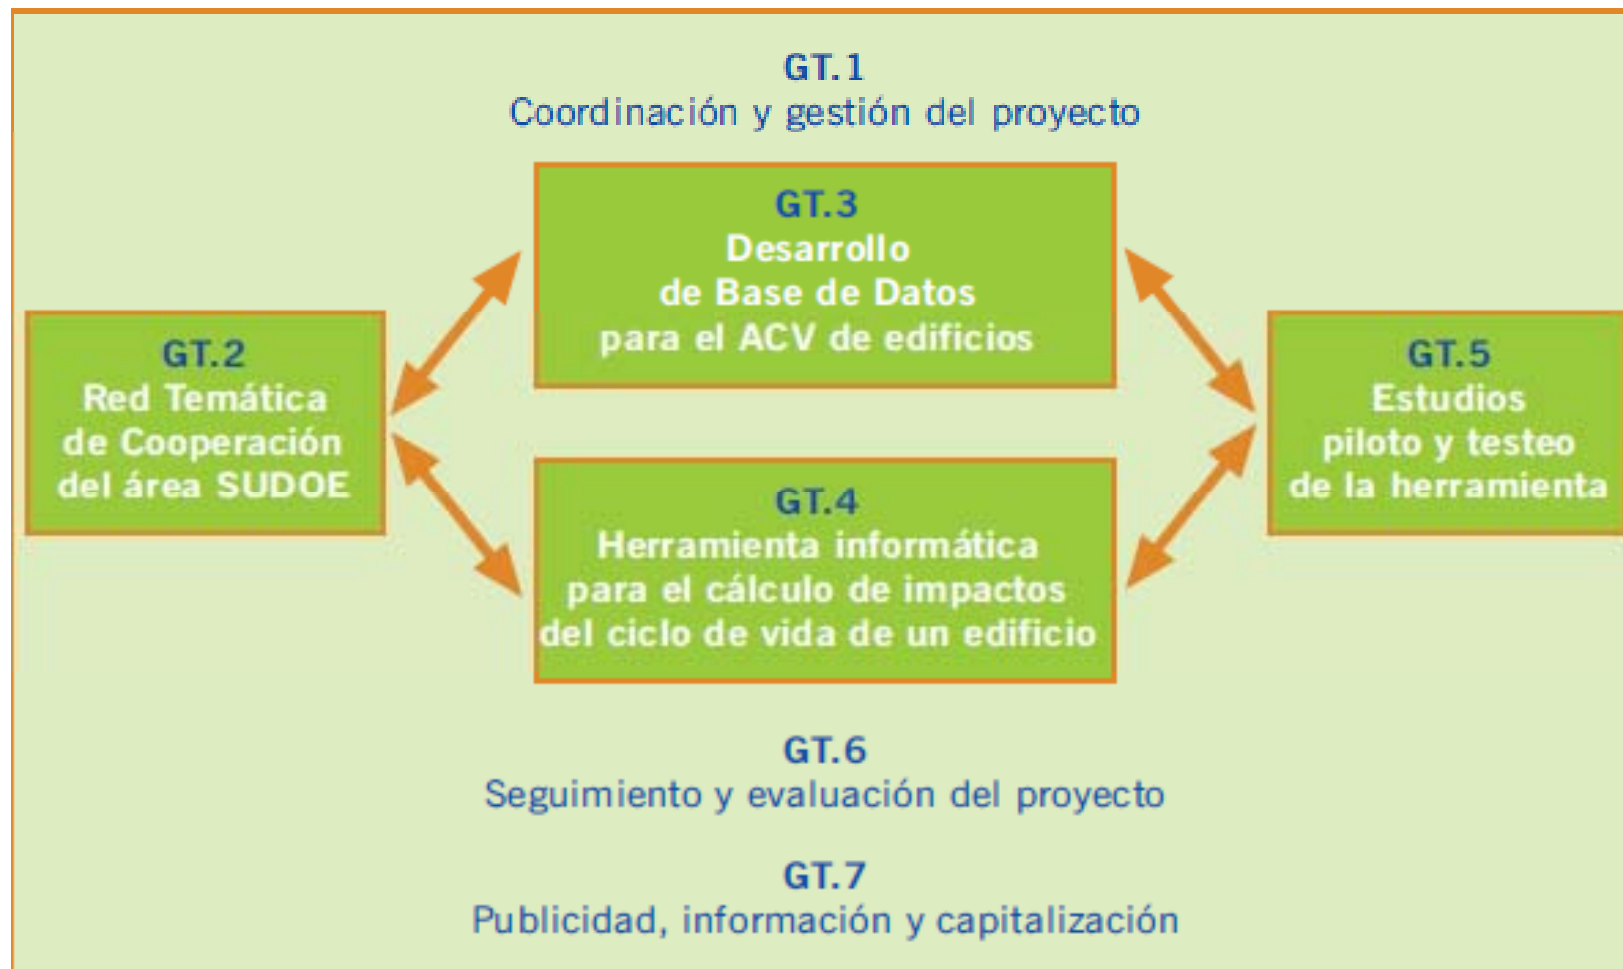 GT.1
Coordinación y gestión del proyecto
GT.3
Desarrollo
de Base de Datos
para el ACV de edificios
GT.2
Red Temática
de Cooperación
del área SUDOE
GT.5
Estudios
piloto y testeo
de la herramienta
GT.4
Herramienta informática
para el cálculo de impactos
del ciclo de vida de un edificio
GT.6
Seguimiento y evaluación del proyecto
GT.7
Publicidad, información y capitalización